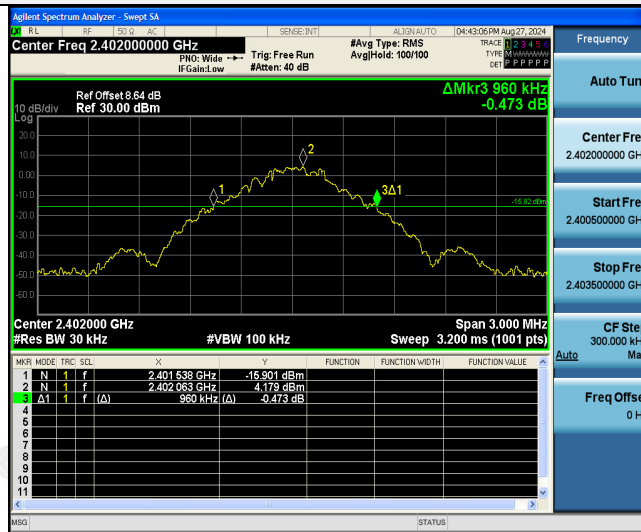 Agilent Spectrum Analyzer - Swept SA
LXI RL RF 50 Ω AC SENSE:INT ALIGN AUTO 04:43:06 PM Aug 27, 2024
Center Freq 2.402000000 GHz
PNO: Wide
IFGain:Low
Trig: Free Run
#Atten: 40 dB
#Avg Type: RMS
Avg|Hold: 100/100
TRACE 1 2 3 4 5 6
TYPE M
DET P P P P P P
ΔMkr3 960 kHz
-0.473 dB
Ref Offset 8.64 dB
10 dB/div Ref 30.00 dBm
Log
20.0
10.0
0.00
-10.0
-20.0
-30.0
-40.0
-50.0
-60.0
1
2
3Δ1
-15.82 dBm
Center 2.402000 GHz Span 3.000 MHz
#Res BW 30 kHz #VBW 100 kHz Sweep 3.200 ms (1001 pts)
MKR MODE TRC SCL X Y FUNCTION FUNCTION WIDTH FUNCTION VALUE
1 N 1 f 2.401 538 GHz -15.901 dBm
2 N 1 f 2.402 063 GHz 4.179 dBm
3 Δ1 1 f (Δ) 960 kHz (Δ) -0.473 dB
4
5
6
7
8
9
10
11
MSG STATUS
Frequency
Auto Tun
Center Fre
2.402000000 GH
Start Fre
2.400500000 GH
Stop Fre
2.403500000 GH
CF Ste
300.000 kH
Auto Ma
Freq Offse
0 H